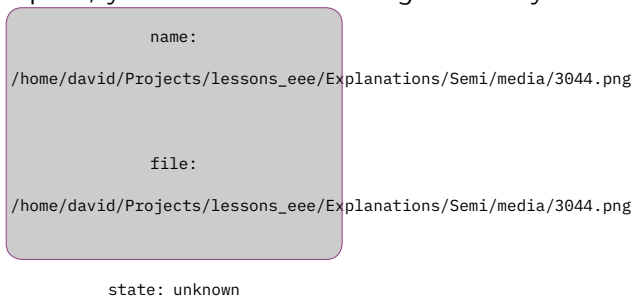 name:
/home/david/Projects/lessons_eee/Explanations/Semi/media/3044.png
file:
/home/david/Projects/lessons_eee/Explanations/Semi/media/3044.png
state: unknown